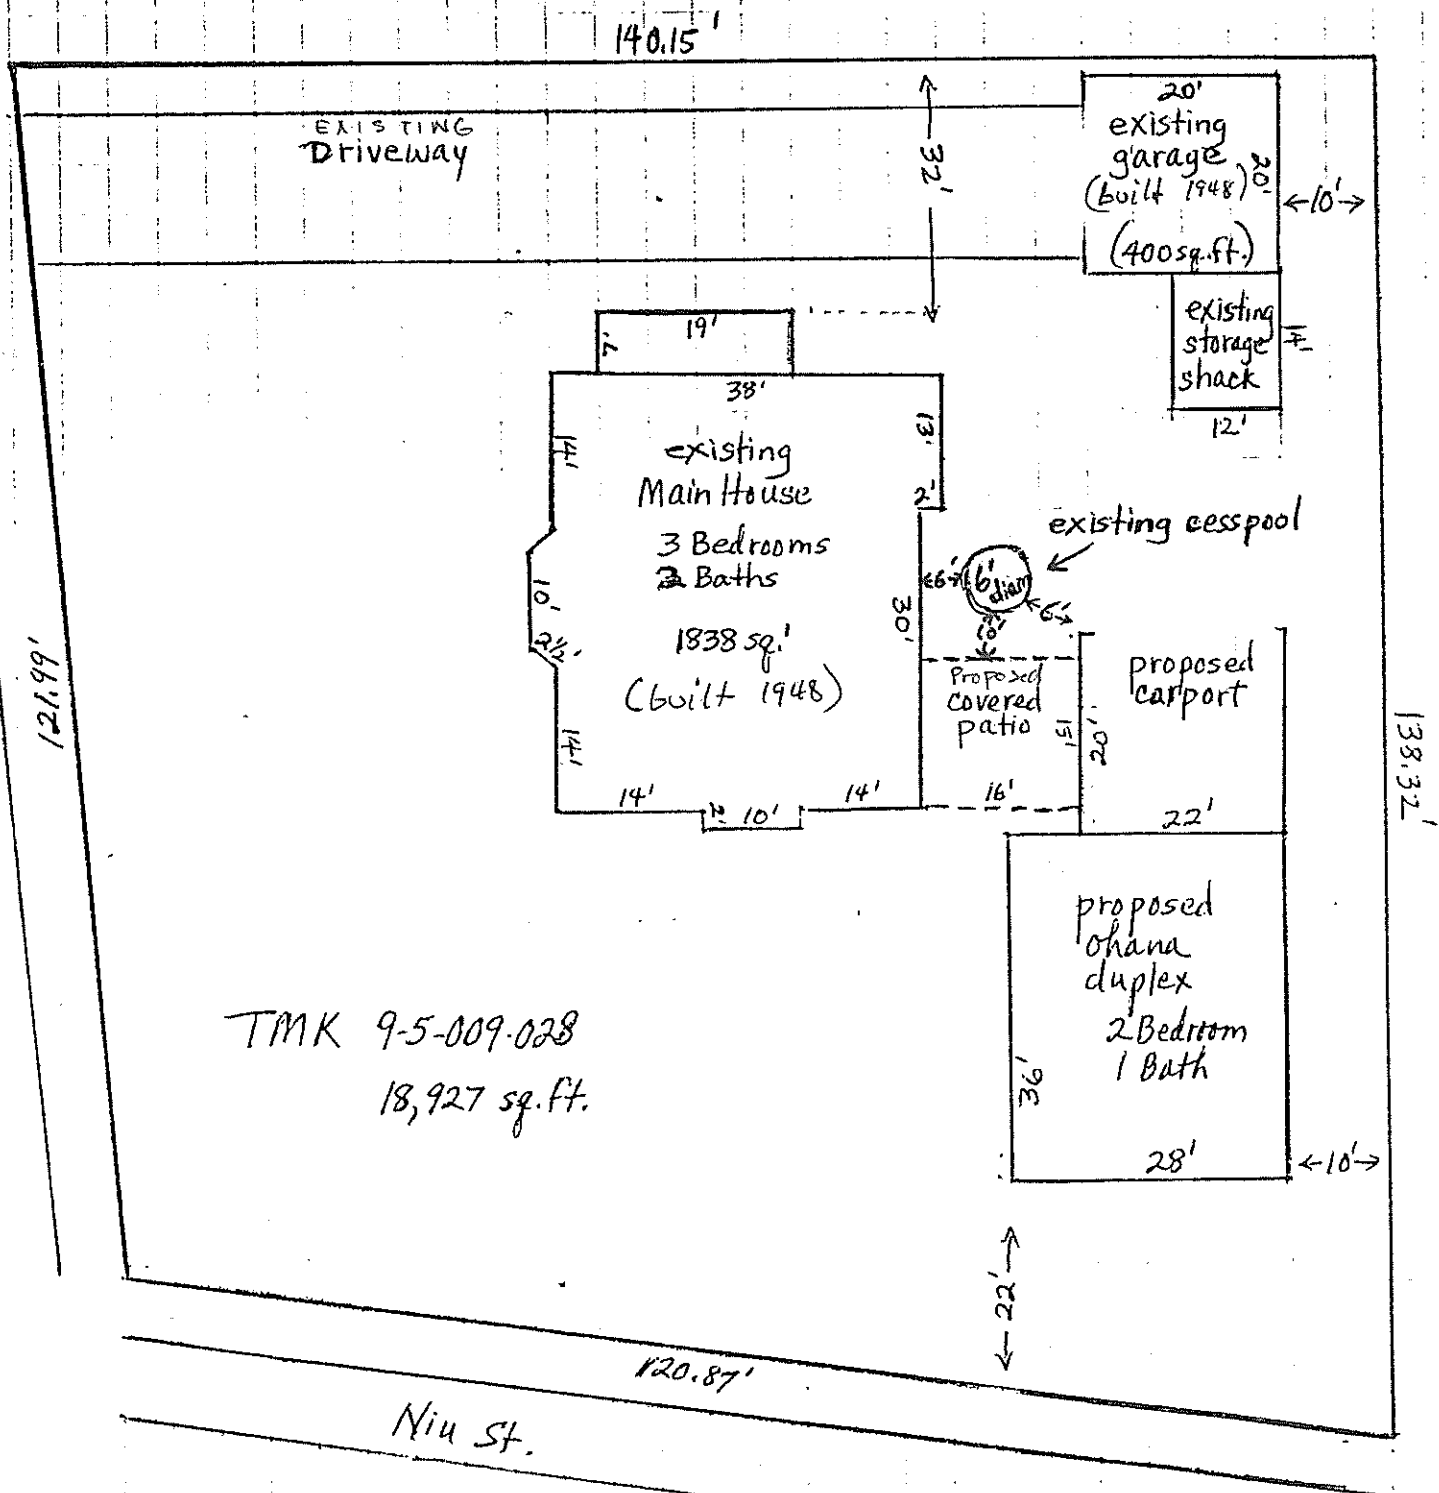 140.15'
EXISTING
Driveway
32'
20'
existing
garage
20'
(built 1948)
(400 sq.ft.)
←10'→
existing
storage
shack
14'
12'
19'
7'
38'
14'
13'
existing
Main House
2'
3 Bedrooms
2 Baths
existing cesspool
6'
6'
diam
6'
6'
10'
30'
2½'
1838 sq.'
(built 1948)
Proposed
covered
patio
15'
20'
proposed
carport
121.99'
138.32'
14'
14'
2'
10'
14'
16'
22'
proposed
ohana
duplex
2 Bedroom
1 Bath
36'
28'
←10'→
TMK 9-5-009-028
18,927 sq.ft.
←22'→
120.87'
Niu St.